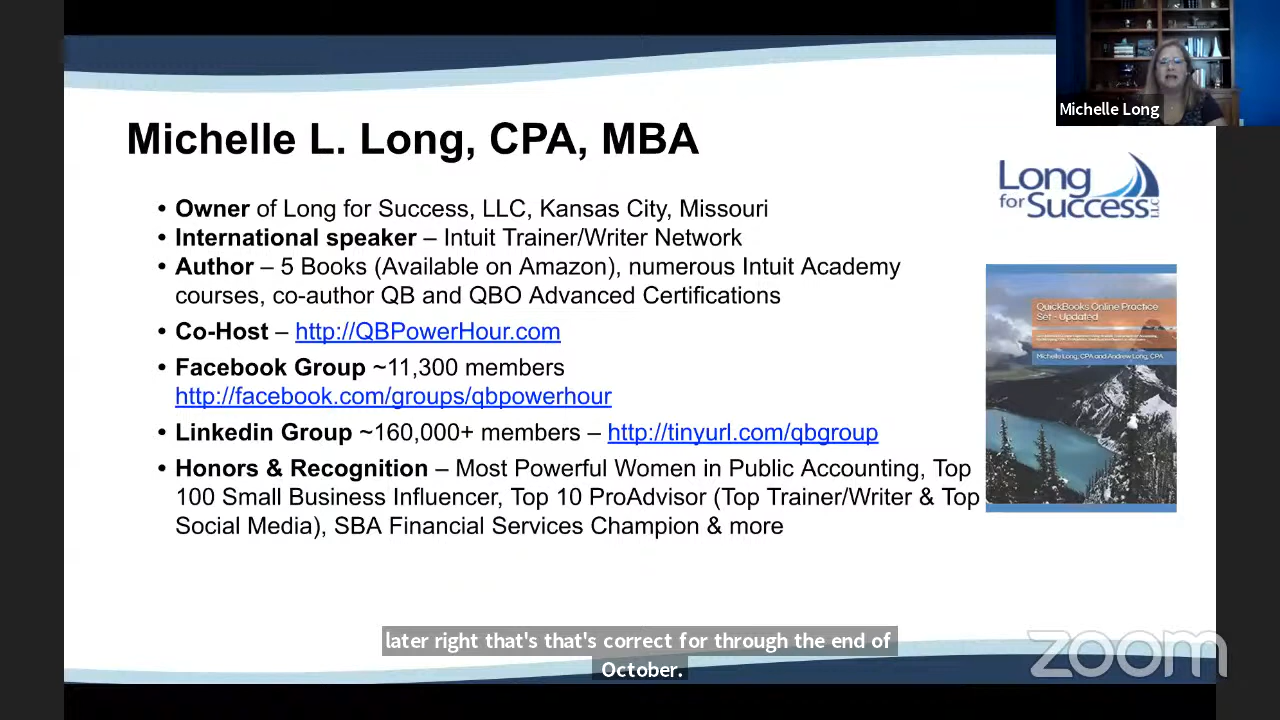 Michelle Long
Michelle L. Long, CPA, MBA
Long
for Success LLC
• Owner of Long for Success, LLC, Kansas City, Missouri
• International speaker – Intuit Trainer/Writer Network
• Author – 5 Books (Available on Amazon), numerous Intuit Academy
courses, co-author QB and QBO Advanced Certifications
• Co-Host – http://QBPowerHour.com
• Facebook Group ~11,300 members
http://facebook.com/groups/qbpowerhour
• Linkedin Group ~160,000+ members – http://tinyurl.com/qbgroup
• Honors & Recognition – Most Powerful Women in Public Accounting, Top
100 Small Business Influencer, Top 10 ProAdvisor (Top Trainer/Writer & Top
Social Media), SBA Financial Services Champion & more
QuickBooks Online Practice
Set - Updated
Michelle Long, CPA and Andrew Long, CPA
later right that's that's correct for through the end of
October.
zoom